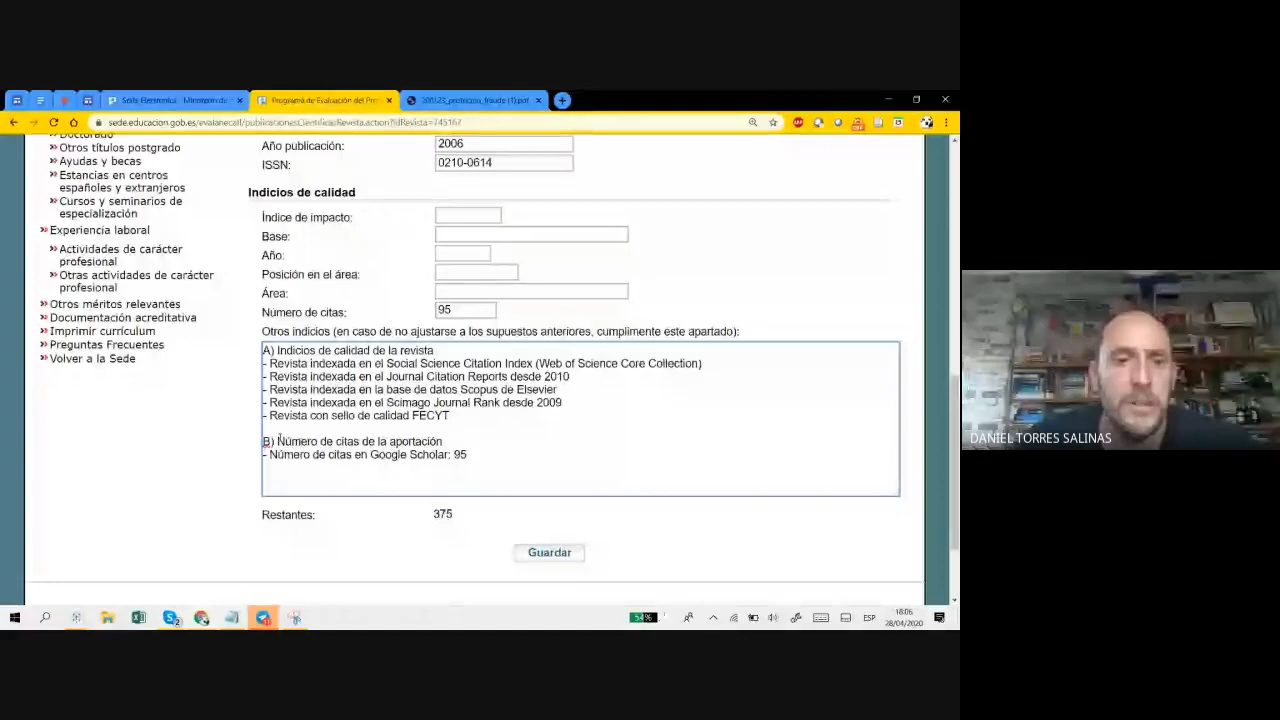 Sede Electrónica - Ministerio de
Programa de Evaluación del Pro
200123_protocolo_fraude (1).pdf
sede.educacion.gob.es/evalanecall/publicacionesCientificaRevista.action?idRevista=745167
Doctorado
Otros títulos postgrado
Ayudas y becas
Estancias en centros
españoles y extranjeros
Cursos y seminarios de
especialización
Experiencia laboral
Actividades de carácter
profesional
Otras actividades de carácter
profesional
Otros méritos relevantes
Documentación acreditativa
Imprimir currículum
Preguntas Frecuentes
Volver a la Sede
Año publicación: 2006
ISSN: 0210-0614
Indicios de calidad
Índice de impacto:
Base:
Año:
Posición en el área:
Área:
Número de citas: 95
Otros indicios (en caso de no ajustarse a los supuestos anteriores, cumplimente este apartado):
A) Indicios de calidad de la revista
- Revista indexada en el Social Science Citation Index (Web of Science Core Collection)
- Revista indexada en el Journal Citation Reports desde 2010
- Revista indexada en la base de datos Scopus de Elsevier
- Revista indexada en el Scimago Journal Rank desde 2009
- Revista con sello de calidad FECYT
B) Número de citas de la aportación
- Número de citas en Google Scholar: 95
Restantes: 375
Guardar
DANIEL TORRES SALINAS
54%
ESP
18:06
28/04/2020